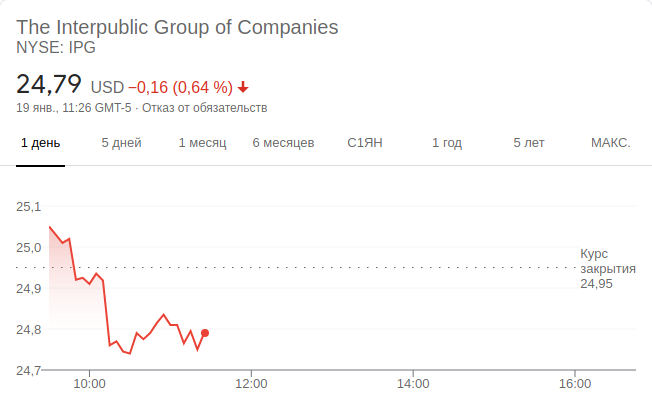 The Interpublic Group of Companies
NYSE: IPG
24,79 USD −0,16 (0,64 %)
19 янв., 11:26 GMT-5 · Отказ от обязательств
1 день 5 дней 1 месяц 6 месяцев С1ЯН 1 год 5 лет МАКС.
25,1
25,0
24,9
24,8
24,7
Курс
закрытия
24,95
10:00 12:00 14:00 16:00